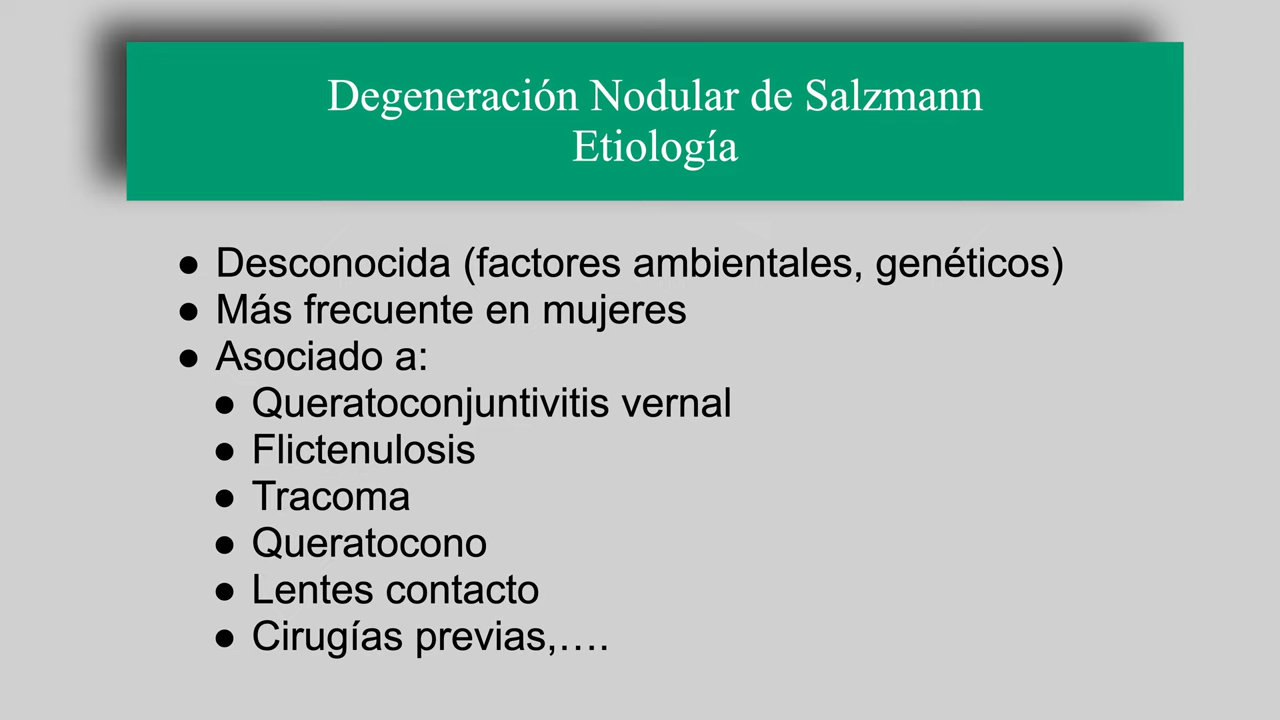 Degeneración Nodular de Salzmann
Etiología
● Desconocida (factores ambientales, genéticos)
● Más frecuente en mujeres
● Asociado a:
● Queratoconjuntivitis vernal
● Flictenulosis
● Tracoma
● Queratocono
● Lentes contacto
● Cirugías previas,….